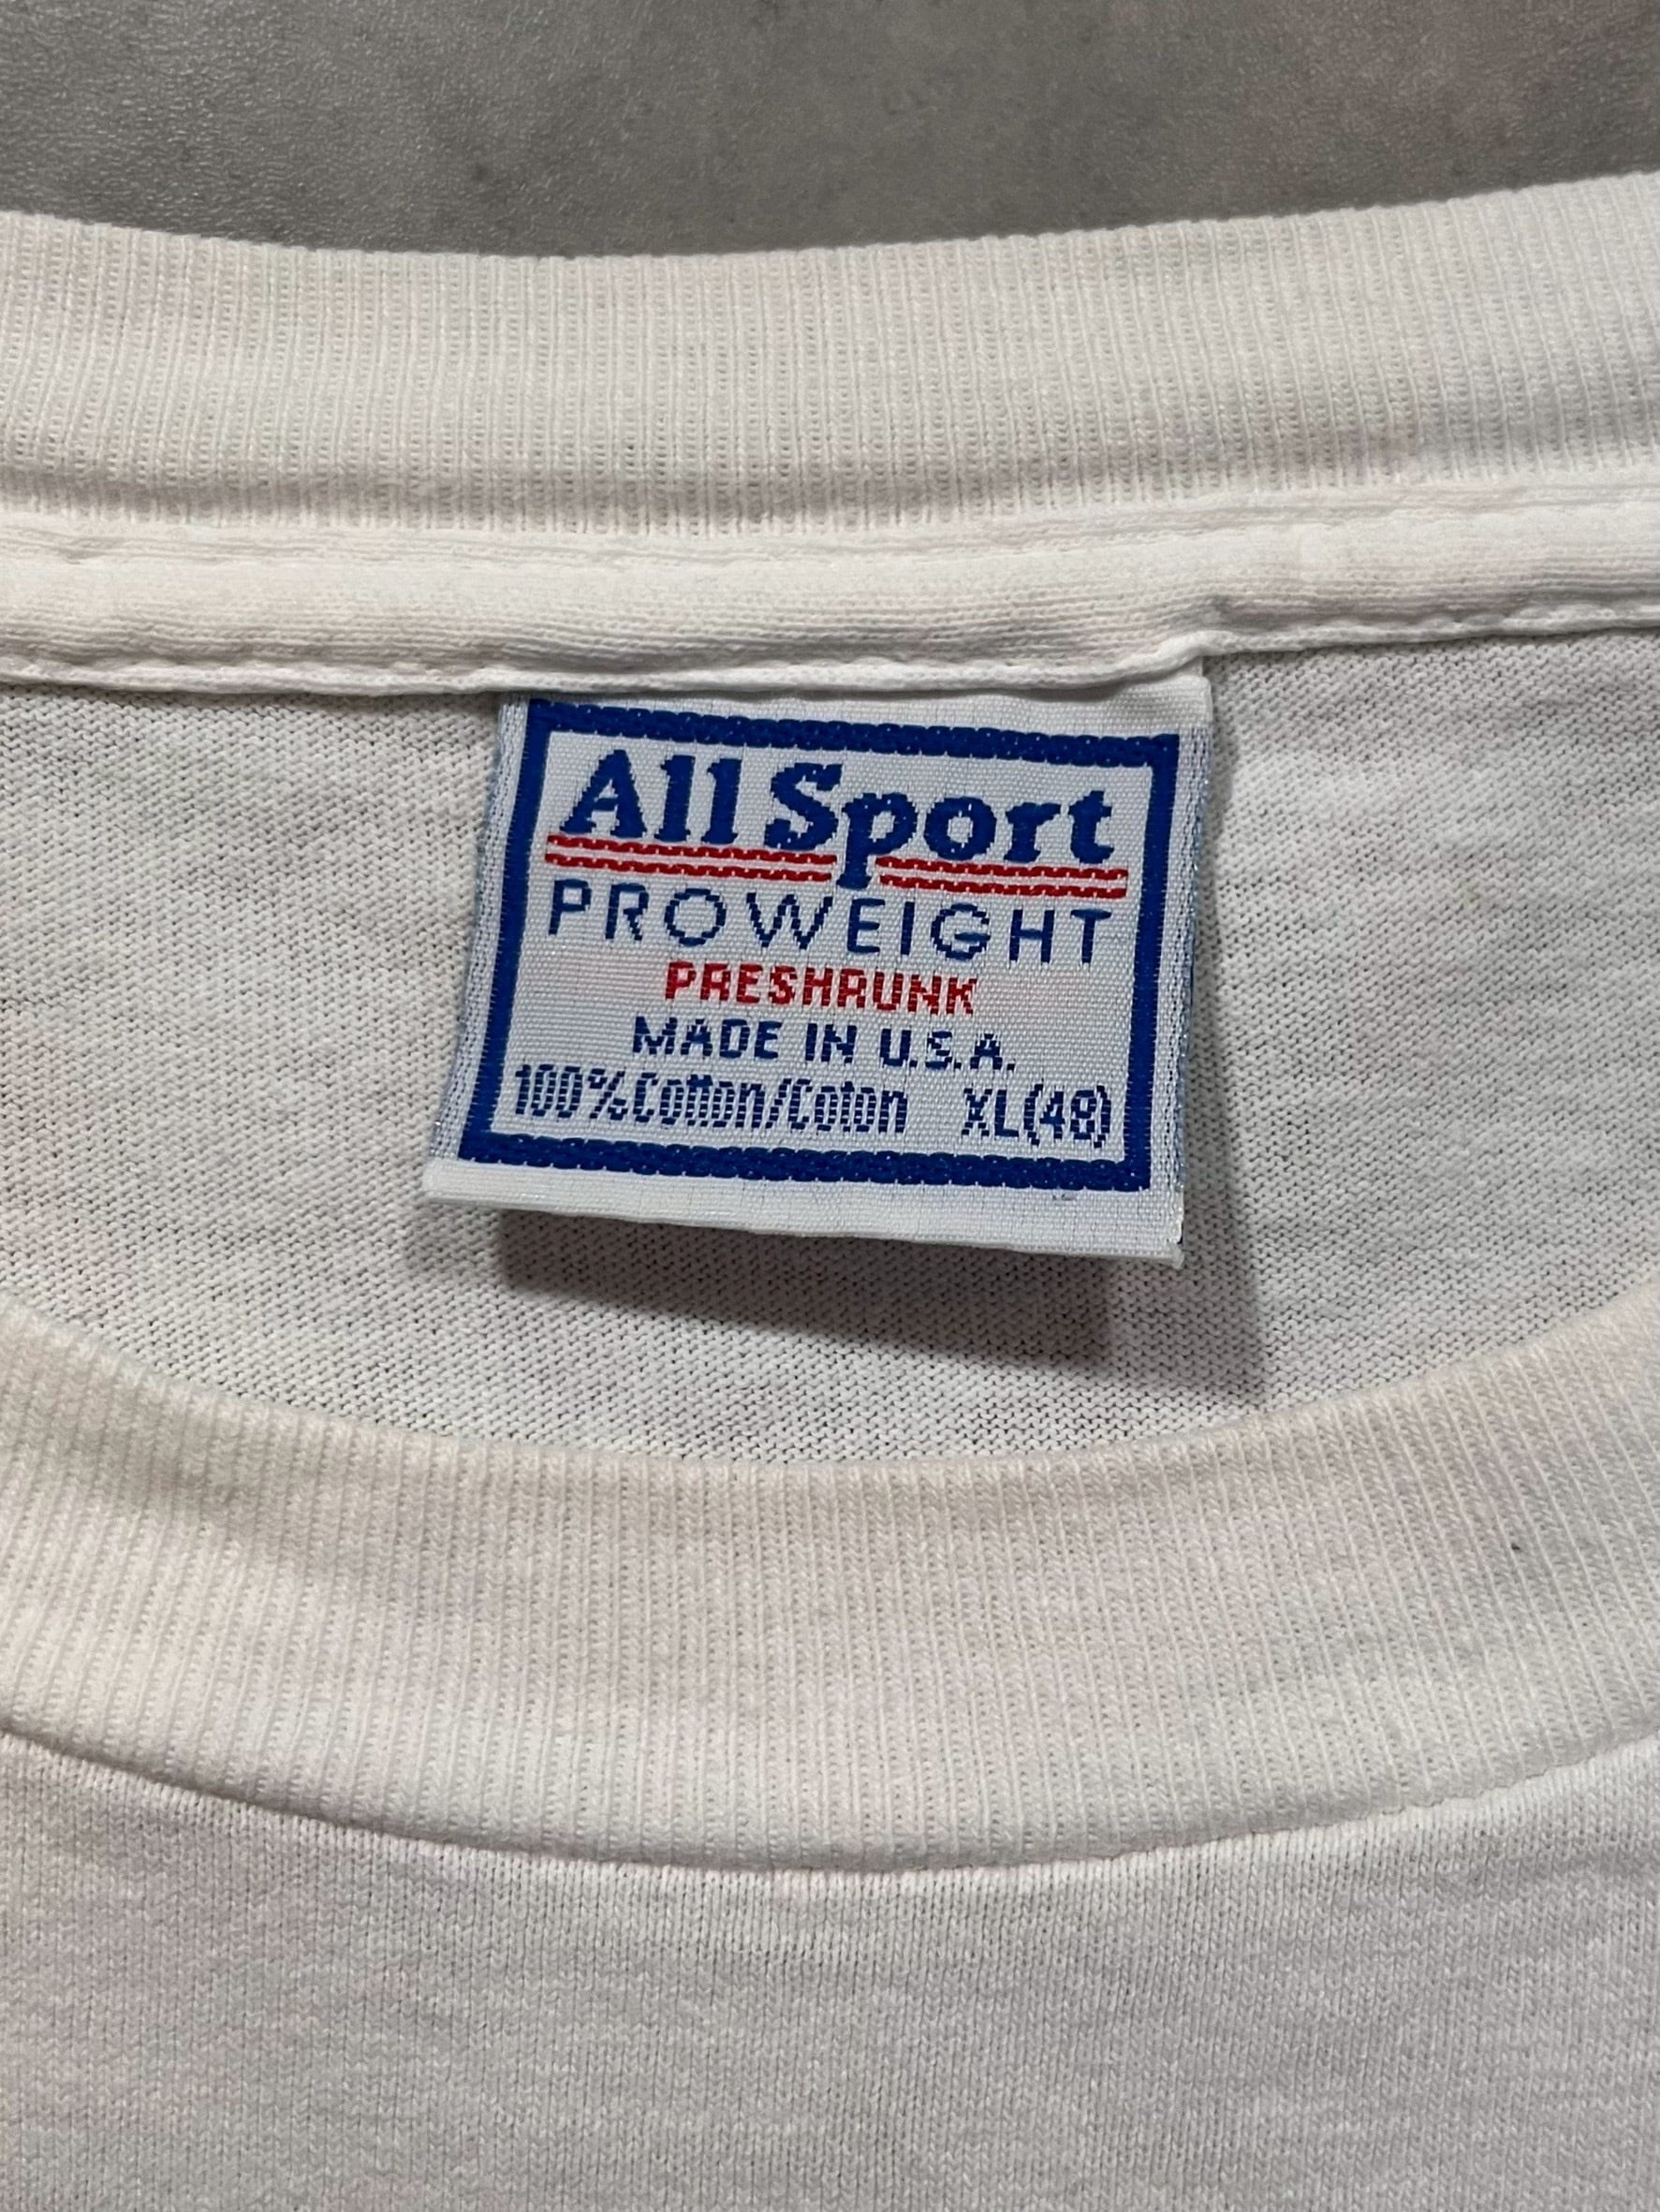 All Sport
PROWEIGHT
PRESHRUNK
MADE IN U.S.A.
100% Cotton/Coton XL(48)